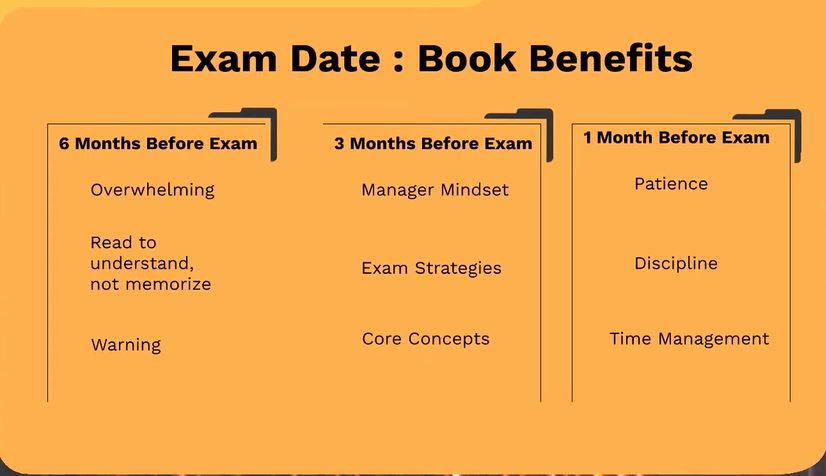 Exam Date : Book Benefits
6 Months Before Exam
Overwhelming
Read to
understand,
not memorize
Warning
3 Months Before Exam
Manager Mindset
Exam Strategies
Core Concepts
1 Month Before Exam
Patience
Discipline
Time Management